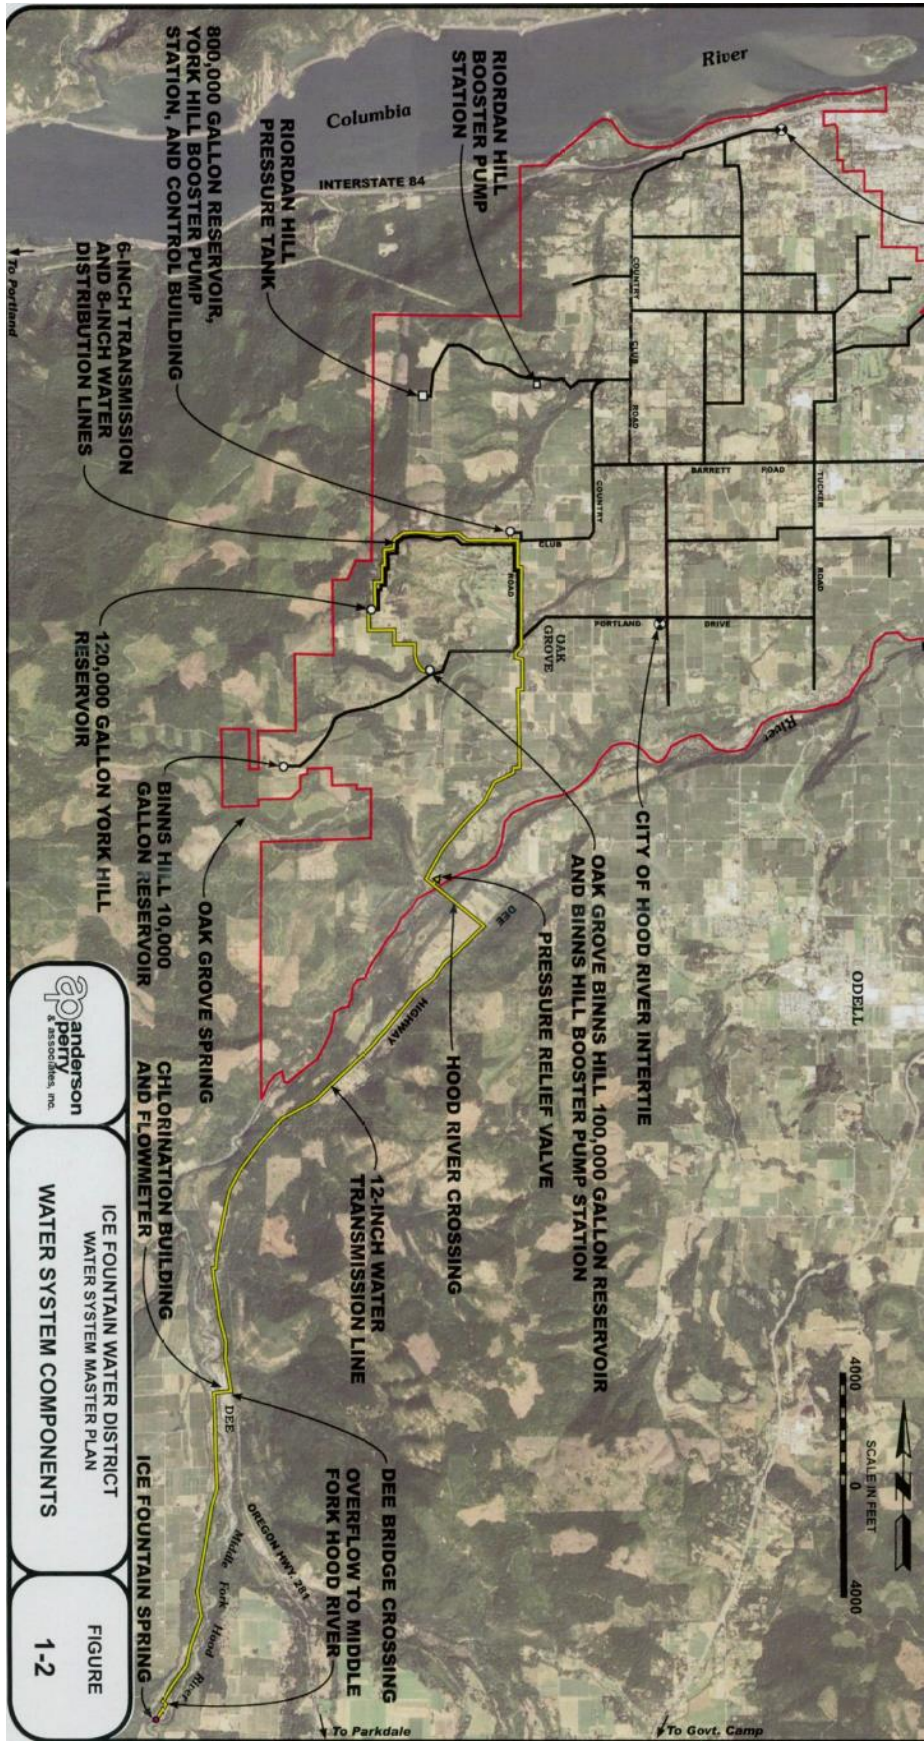 River
Columbia
INTERSTATE 84
To Portland
RIORDAN HILL
BOOSTER PUMP
STATION
RIORDAN HILL
PRESSURE TANK
800,000 GALLON RESERVOIR,
YORK HILL BOOSTER PUMP
STATION, AND CONTROL BUILDING
6-INCH TRANSMISSION
AND 8-INCH WATER
DISTRIBUTION LINES
COUNTRY
CLUB
ROAD
BARRETT ROAD
TUCKER
ROAD
COUNTRY
CLUB
ROAD
OAK
GROVE
PORTLAND DRIVE
River
120,000 GALLON YORK HILL
RESERVOIR
BINNS HILL 10,000
GALLON RESERVOIR
OAK GROVE SPRING
CITY OF HOOD RIVER INTERTIE
OAK GROVE BINNS HILL 100,000 GALLON RESERVOIR
AND BINNS HILL BOOSTER PUMP STATION
PRESSURE RELIEF VALVE
HOOD RIVER CROSSING
DEE
HIGHWAY
ODELL
12-INCH WATER
TRANSMISSION LINE
CHLORINATION BUILDING
AND FLOWMETER
DEE
DEE BRIDGE CROSSING
OVERFLOW TO MIDDLE
FORK HOOD RIVER
OREGON HWY. 281
Middle Fork Hood River
ICE FOUNTAIN SPRING
To Parkdale
To Govt. Camp
N
SCALE IN FEET
4000 0 4000
ap
anderson
perry
& associates, inc.
ICE FOUNTAIN WATER DISTRICT
WATER SYSTEM MASTER PLAN
WATER SYSTEM COMPONENTS
FIGURE
1-2